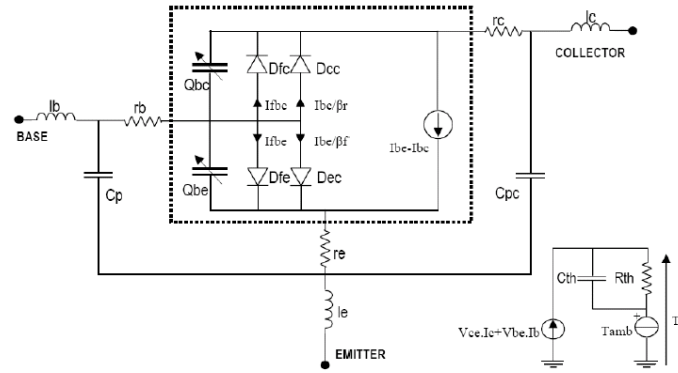 lc
rc
COLLECTOR
Qbc
Dfc
Dcc
lb
rb
Ifbc
Ibc/βr
BASE
Ifbe
Ibe/βf
Ibe-Ibc
Cp
Qbe
Dfe
Dec
Cpc
re
Cth
Rth
T
le
Vce.Ic+Vbe.Ib
+
Tamb
EMITTER